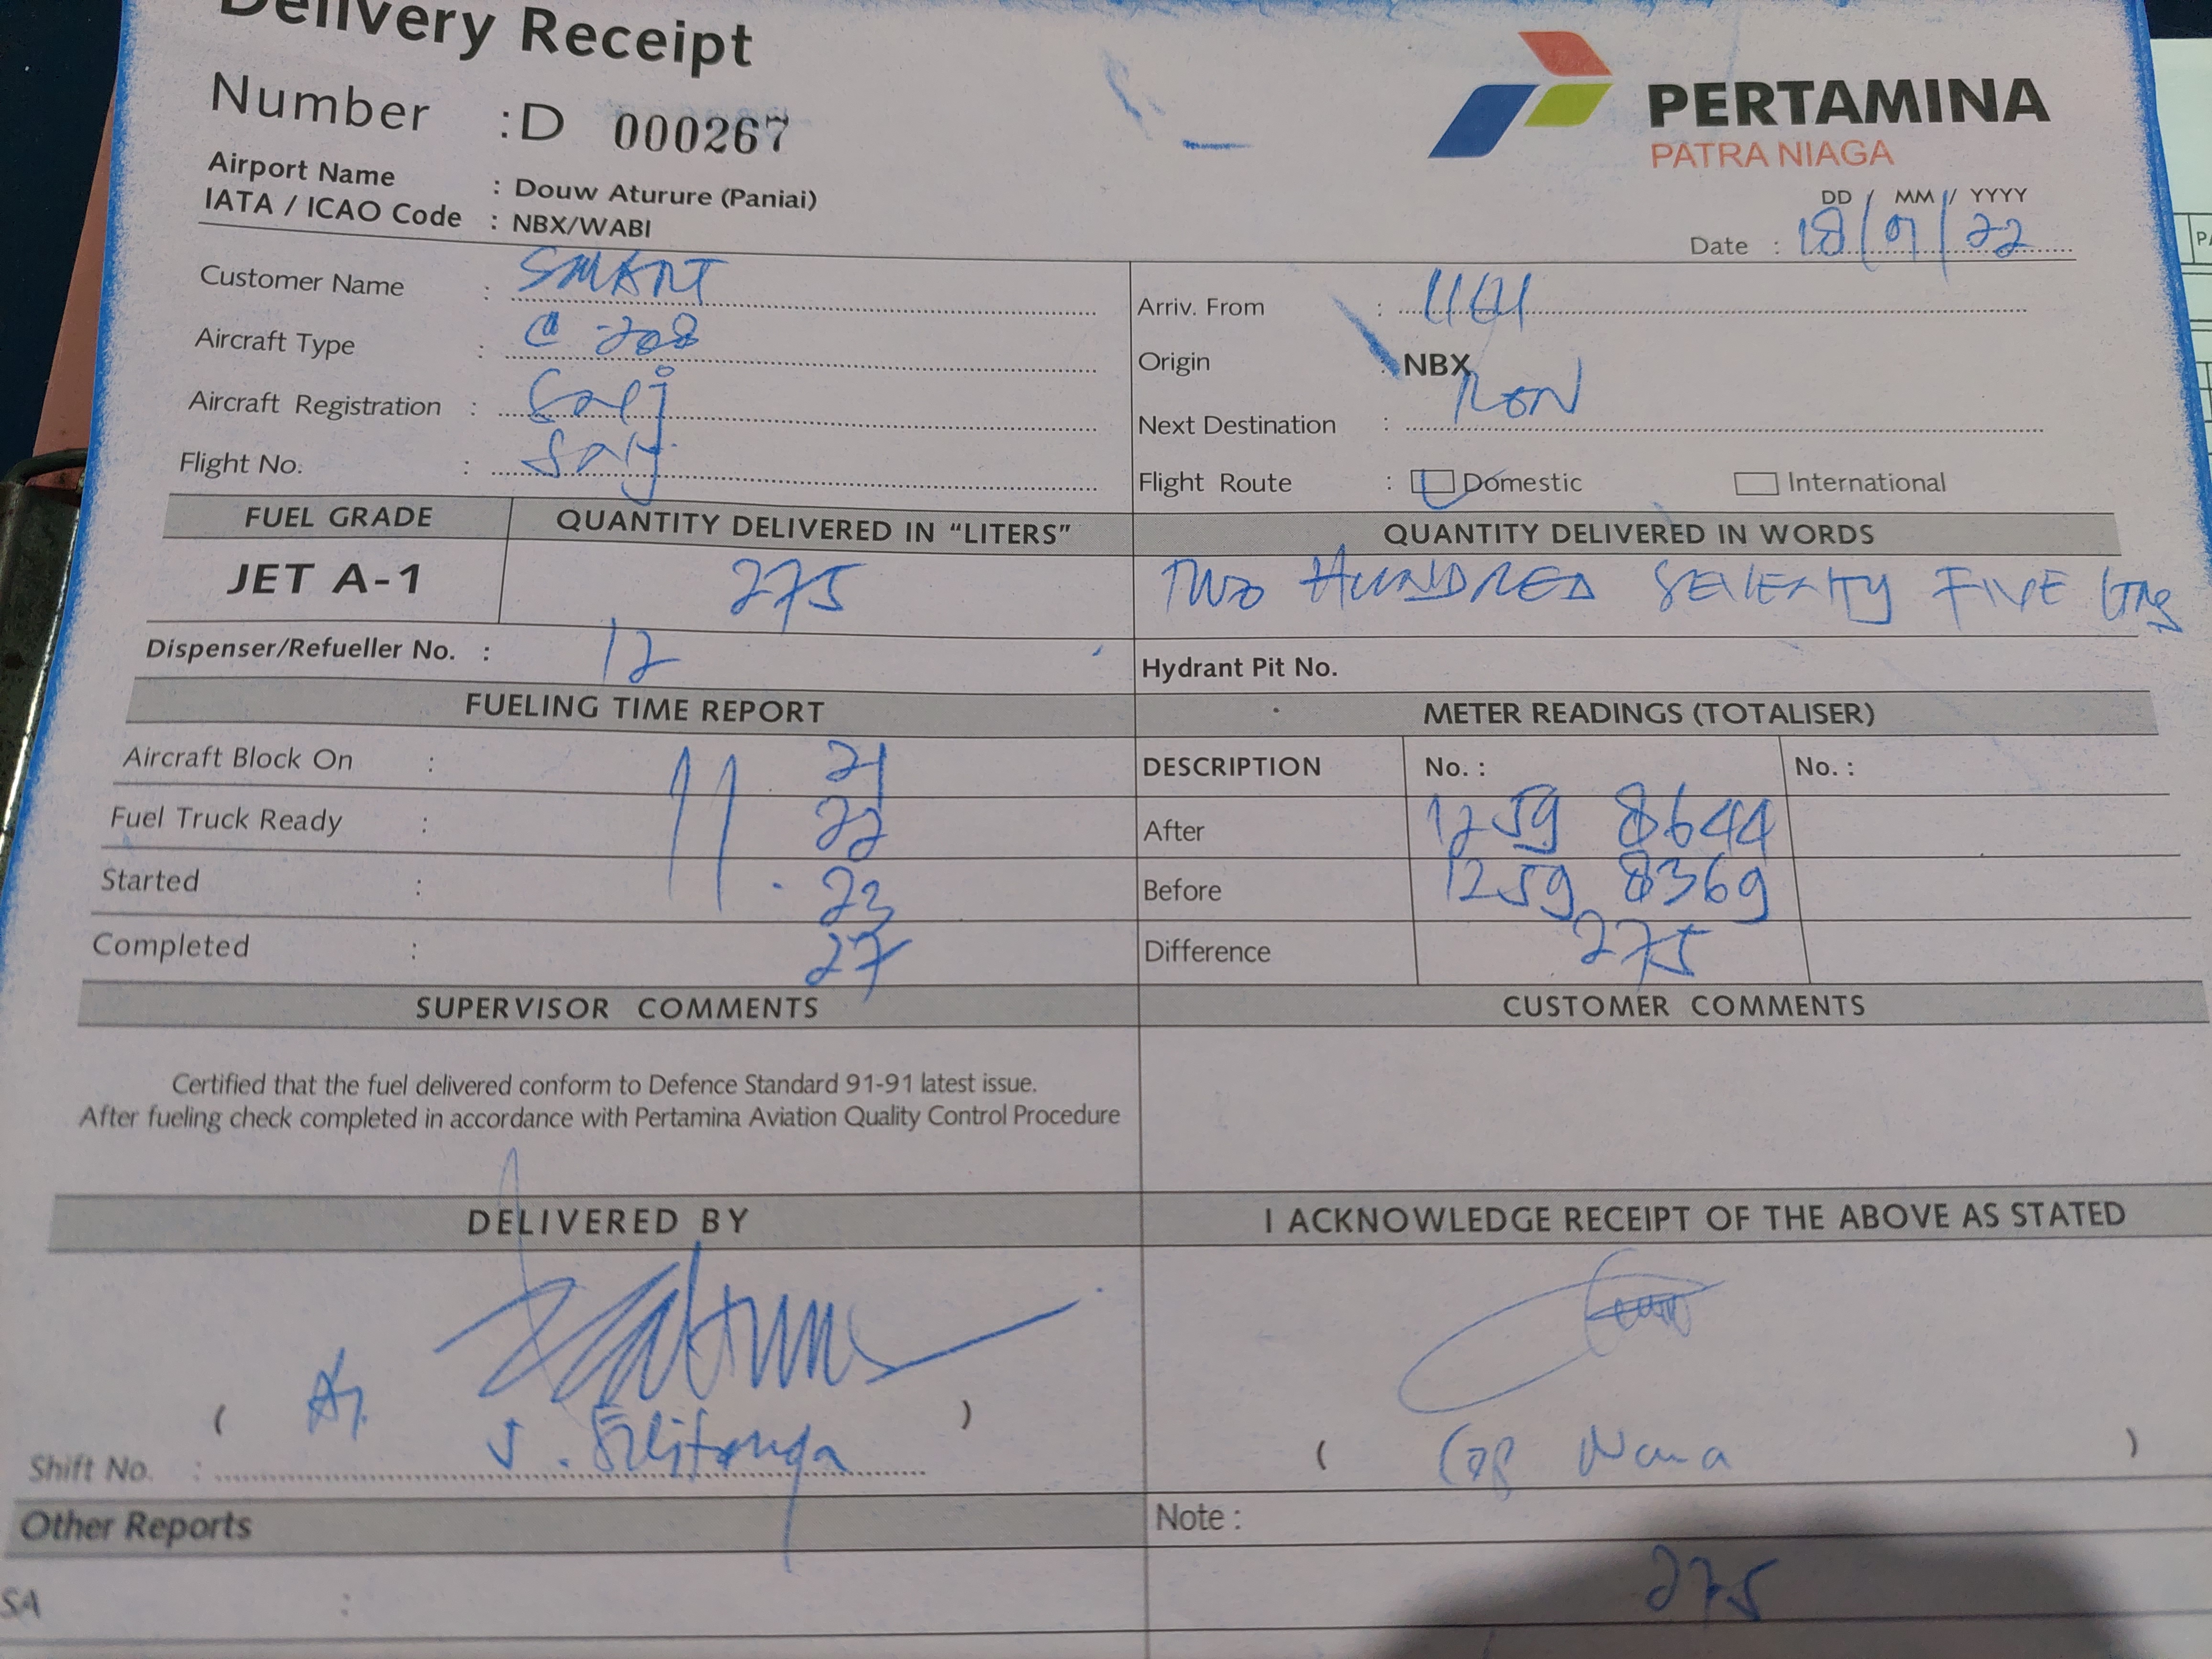 Delivery Receipt
Number : D 000267
PERTAMINA
PATRA NIAGA
Airport Name : Douw Aturure (Paniai)
IATA / ICAO Code : NBX/WABI
DD / MM / YYYY
Date : 18/07/22
Customer Name : SMART
Arriv. From :
Aircraft Type : C 208
Origin : NBX
Aircraft Registration :
Next Destination : RON
Flight No. :
Flight Route : Domestic International
FUEL GRADE QUANTITY DELIVERED IN “LITERS” QUANTITY DELIVERED IN WORDS
JET A-1 275 TWO HUNDRED SEVENTY FIVE LTRS
Dispenser/Refueller No. : 12 Hydrant Pit No.
FUELING TIME REPORT METER READINGS (TOTALISER)
Aircraft Block On : 21 DESCRIPTION No. : No. :
Fuel Truck Ready : 11 22 After 1259 8644
Started : 23 Before 1259 8369
Completed : 27 Difference 275
SUPERVISOR COMMENTS CUSTOMER COMMENTS
Certified that the fuel delivered conform to Defence Standard 91-91 latest issue.
After fueling check completed in accordance with Pertamina Aviation Quality Control Procedure
DELIVERED BY I ACKNOWLEDGE RECEIPT OF THE ABOVE AS STATED
( ) ( )
Shift No. :
Other Reports Note :
SA : 275